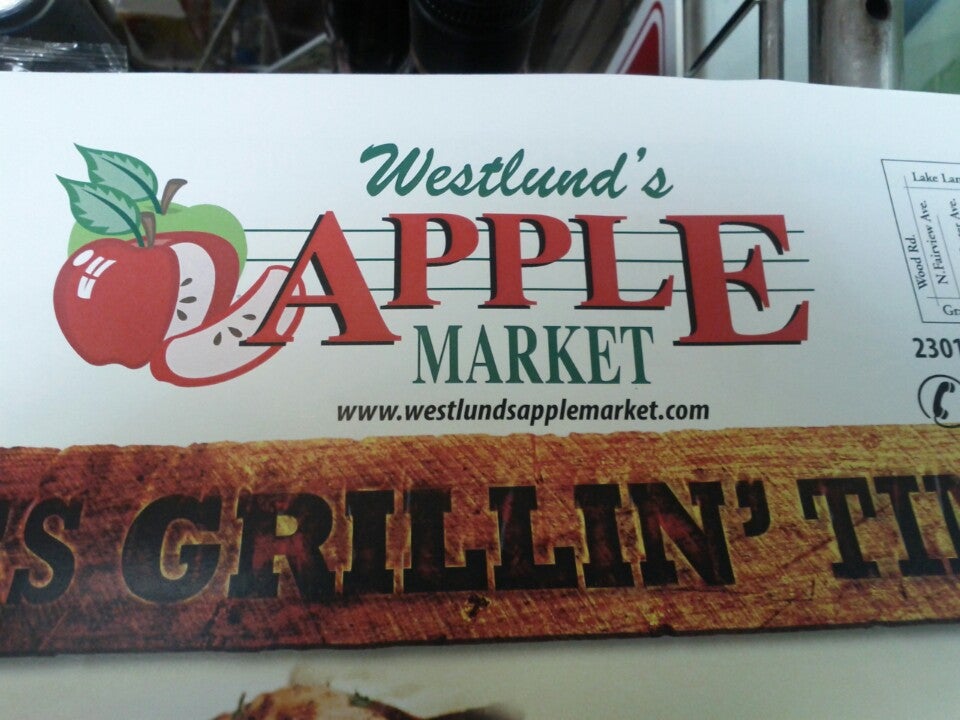 Westlund's
APPLE
MARKET
www.westlundsapplemarket.com
GRILLIN'
Wood Rd.
N.Fairview Ave.
Lake
2301